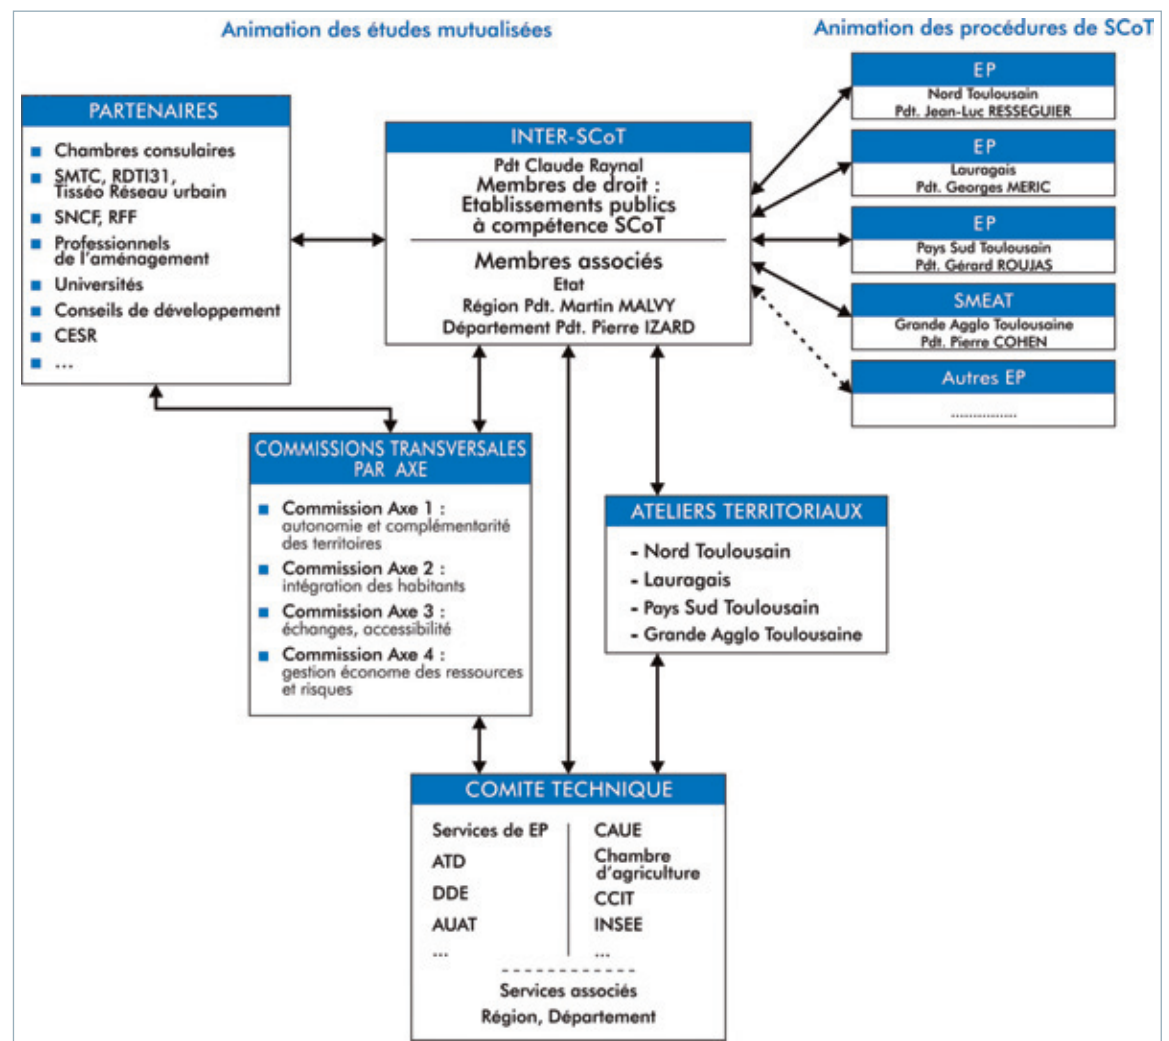 Animation des études mutualisées
Animation des procédures de SCoT
PARTENAIRES
Chambres consulaires
SMTC, RDTI31,
Tisséo Réseau urbain
SNCF, RFF
Professionnels
de l'aménagement
Universités
Conseils de développement
CESR
...
INTER-SCoT
Pdt Claude Raynal
Membres de droit :
Etablissements publics
à compétence SCoT
Membres associés
Etat
Région Pdt. Martin MALVY
Département Pdt. Pierre IZARD
EP
Nord Toulousain
Pdt. Jean-Luc RESSEGUIER
EP
Lauragais
Pdt. Georges MERIC
EP
Pays Sud Toulousain
Pdt. Gérard ROUJAS
SMEAT
Grande Agglo Toulousaine
Pdt. Pierre COHEN
Autres EP
................
COMMISSIONS TRANSVERSALES
PAR AXE
Commission Axe 1 :
autonomie et complémentarité
des territoires
Commission Axe 2 :
intégration des habitants
Commission Axe 3 :
échanges, accessibilité
Commission Axe 4 :
gestion économe des ressources
et risques
ATELIERS TERRITORIAUX
- Nord Toulousain
- Lauragais
- Pays Sud Toulousain
- Grande Agglo Toulousaine
COMITE TECHNIQUE
Services de EP
ATD
DDE
AUAT
...
CAUE
Chambre
d'agriculture
CCIT
INSEE
...
Services associés
Région, Département